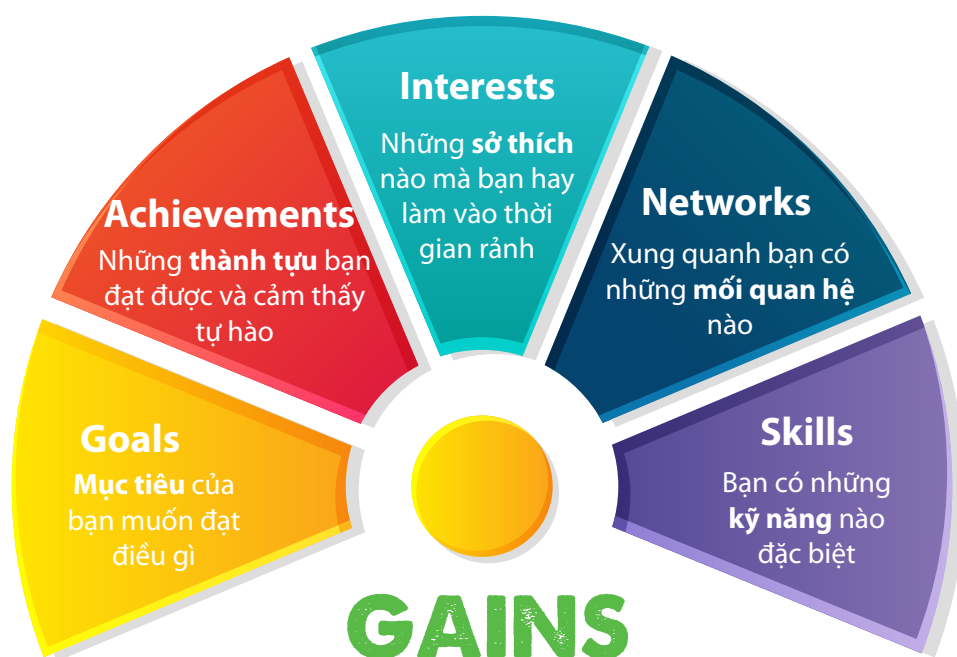 Interests
Những sở thích
nào mà bạn hay
làm vào thời
gian rảnh
Achievements
Những thành tựu bạn
đạt được và cảm thấy
tự hào
Networks
Xung quanh bạn có
những mối quan hệ
nào
Goals
Mục tiêu của
bạn muốn đạt
điều gì
Skills
Bạn có những
kỹ năng nào
đặc biệt
GAINS